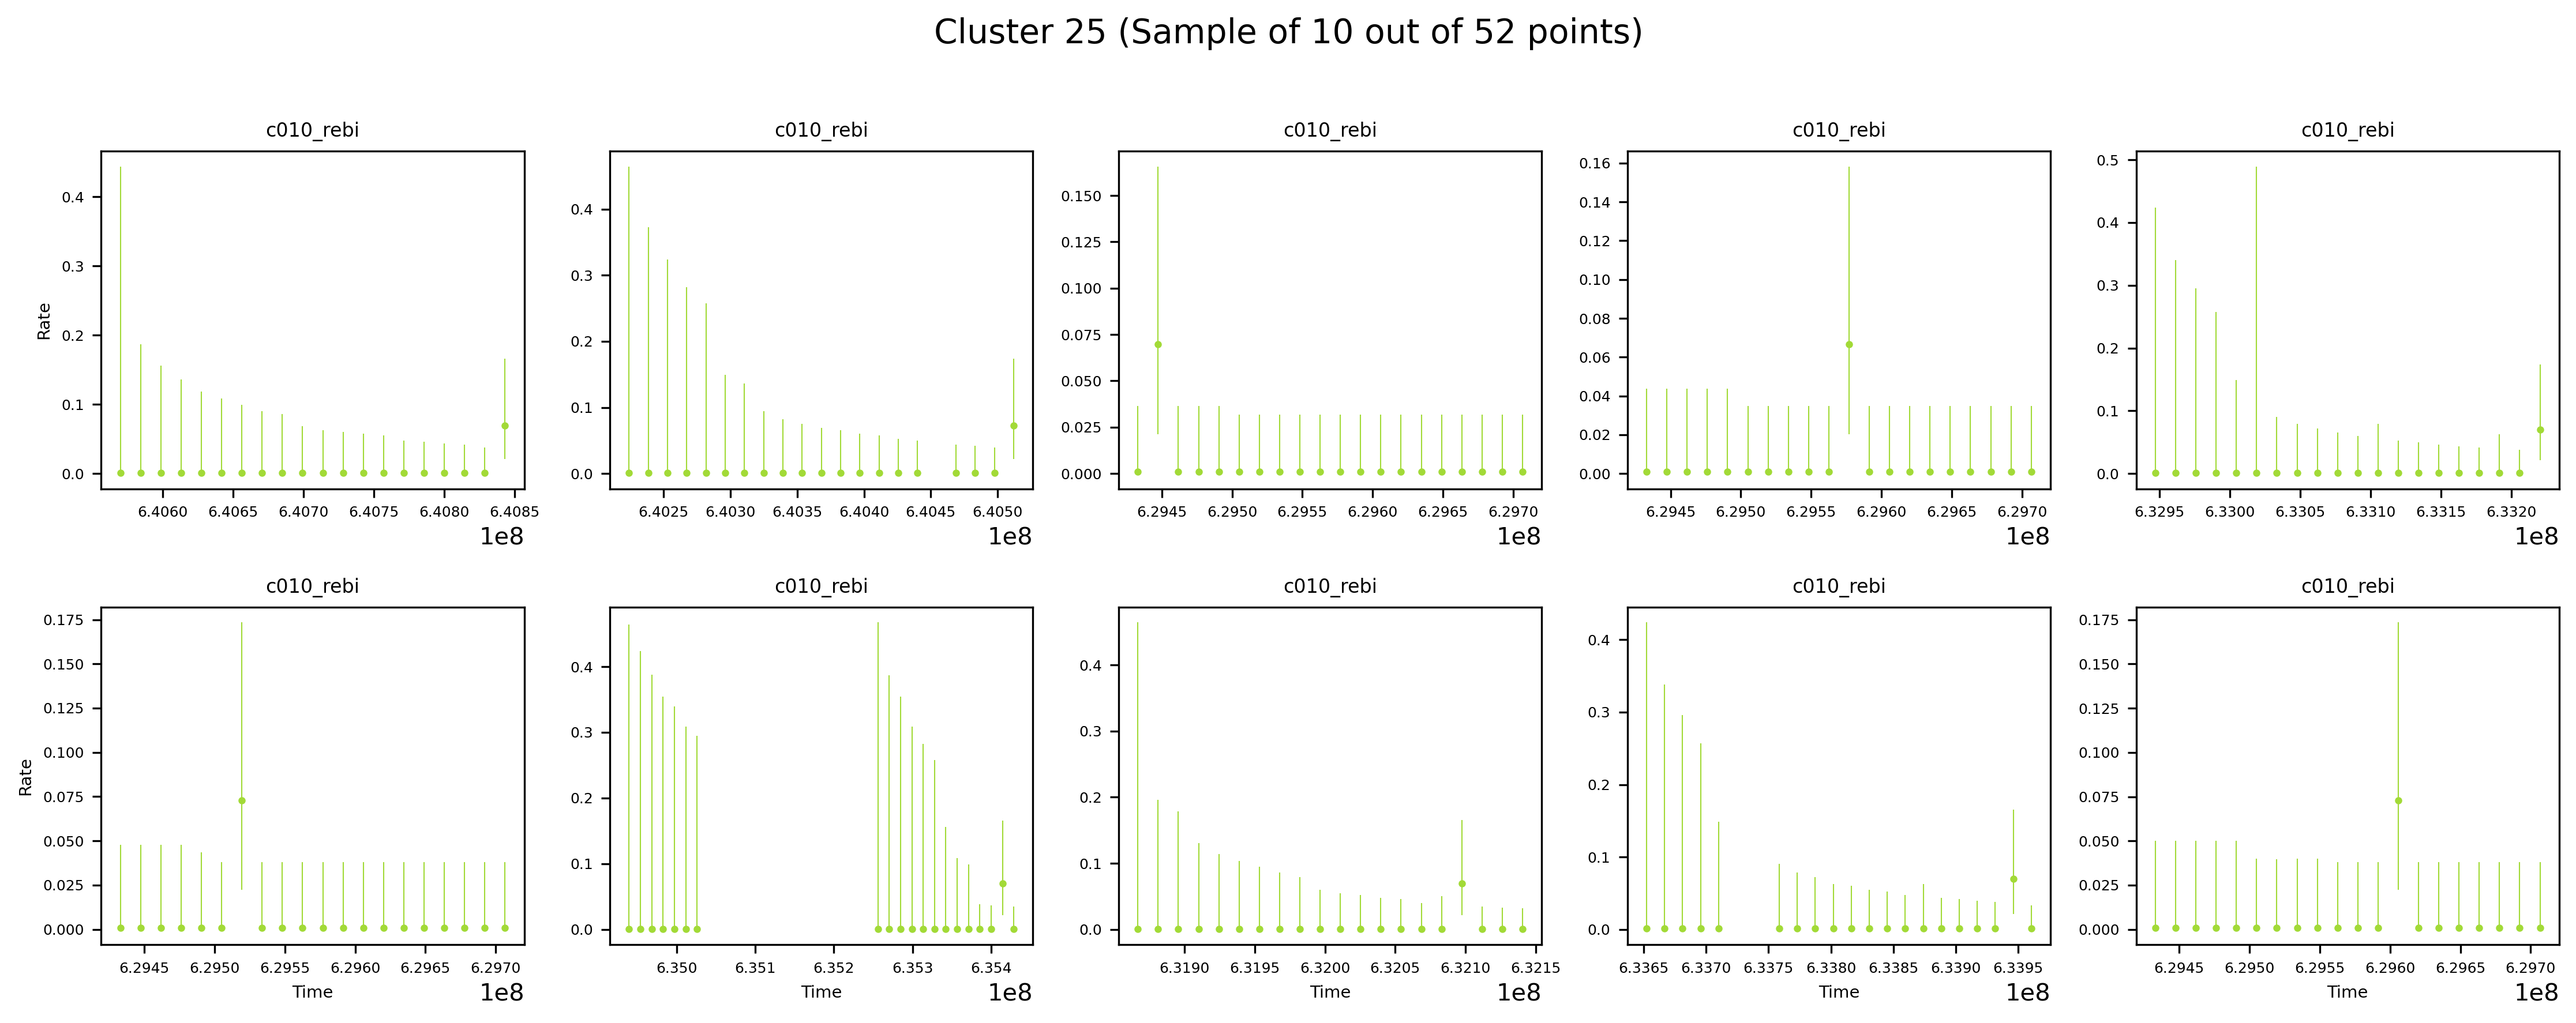 Cluster 25 (Sample of 10 out of 52 points)
c010_rebi c010_rebi c010_rebi c010_rebi c010_rebi
Rate
0.4 0.3 0.2 0.1 0.0
6.4060 6.4065 6.4070 6.4075 6.4080 6.4085
1e8
0.4 0.3 0.2 0.1 0.0
6.4025 6.4030 6.4035 6.4040 6.4045 6.4050
1e8
0.150 0.125 0.100 0.075 0.050 0.025 0.000
6.2945 6.2950 6.2955 6.2960 6.2965 6.2970
1e8
0.16 0.14 0.12 0.10 0.08 0.06 0.04 0.02 0.00
6.2945 6.2950 6.2955 6.2960 6.2965 6.2970
1e8
0.5 0.4 0.3 0.2 0.1 0.0
6.3295 6.3300 6.3305 6.3310 6.3315 6.3320
1e8
c010_rebi c010_rebi c010_rebi c010_rebi c010_rebi
Rate
0.175 0.150 0.125 0.100 0.075 0.050 0.025 0.000
6.2945 6.2950 6.2955 6.2960 6.2965 6.2970
Time
1e8
0.4 0.3 0.2 0.1 0.0
6.350 6.351 6.352 6.353 6.354
Time
1e8
0.4 0.3 0.2 0.1 0.0
6.3190 6.3195 6.3200 6.3205 6.3210 6.3215
Time
1e8
0.4 0.3 0.2 0.1 0.0
6.3365 6.3370 6.3375 6.3380 6.3385 6.3390 6.3395
Time
1e8
0.175 0.150 0.125 0.100 0.075 0.050 0.025 0.000
6.2945 6.2950 6.2955 6.2960 6.2965 6.2970
Time
1e8